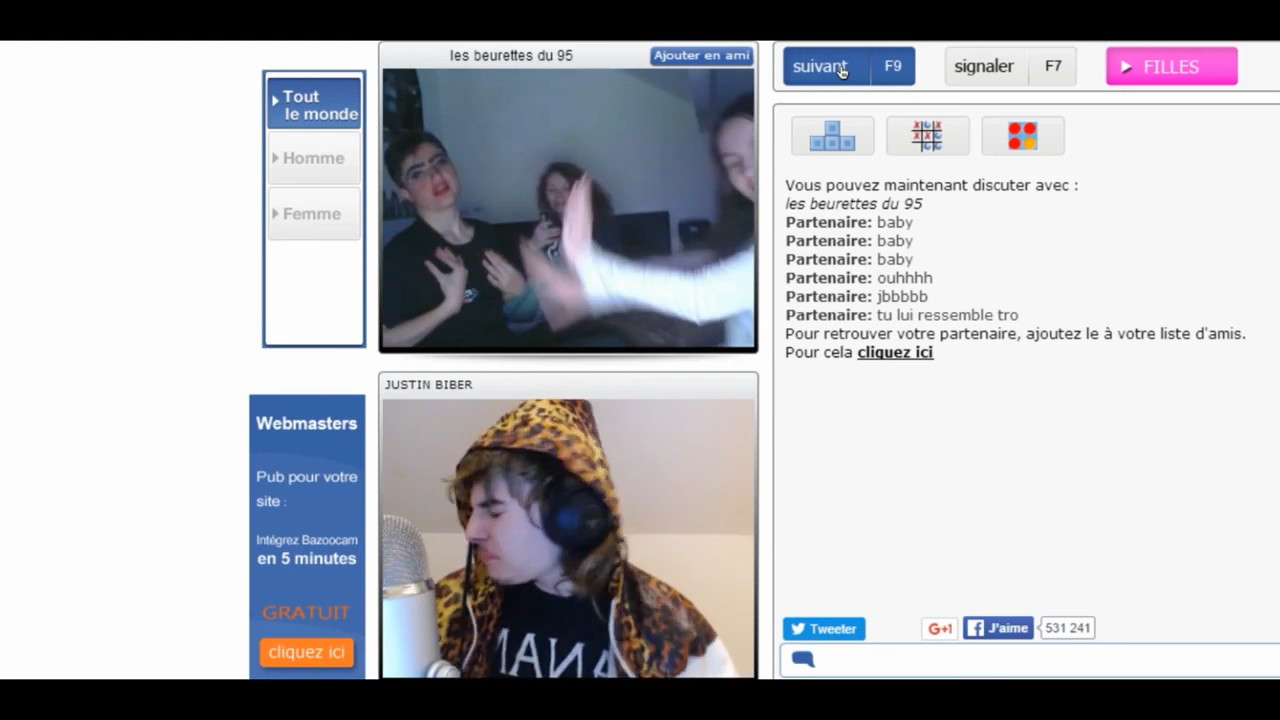 Tout
le monde
Homme
Femme
Webmasters
Pub pour votre
site :
Intégrez Bazoocam
en 5 minutes
GRATUIT
cliquez ici
les beurettes du 95
Ajouter en ami
JUSTIN BIBER
ANAM
suivant F9
signaler F7
FILLES
Vous pouvez maintenant discuter avec :
les beurettes du 95
Partenaire: baby
Partenaire: baby
Partenaire: baby
Partenaire: ouhhhh
Partenaire: jbbbbb
Partenaire: tu lui ressemble tro
Pour retrouver votre partenaire, ajoutez le à votre liste d'amis.
Pour cela cliquez ici
Tweeter
G+1
J'aime
531 241